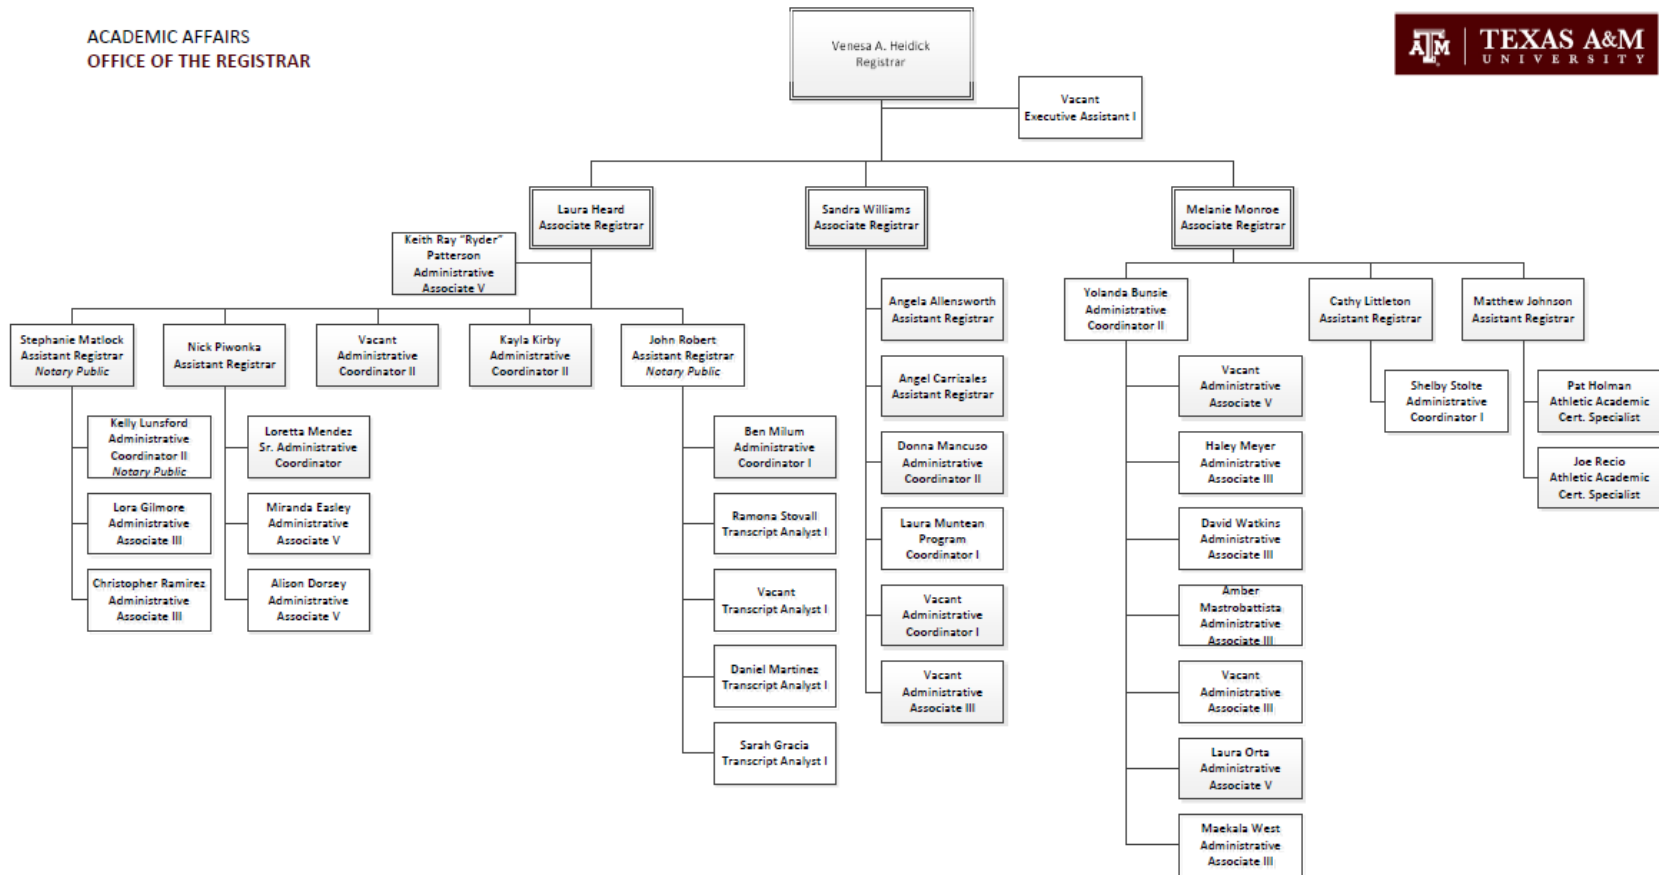 ACADEMIC AFFAIRS
OFFICE OF THE REGISTRAR
Venesa A. Heidick
Registrar
TEXAS A&M
UNIVERSITY
Vacant
Executive Assistant I
Laura Heard
Associate Registrar
Sandra Williams
Associate Registrar
Melanie Monroe
Associate Registrar
Keith Ray "Ryder"
Patterson
Administrative
Associate V
Stephanie Matlock
Assistant Registrar
Notary Public
Nick Piwonka
Assistant Registrar
Vacant
Administrative
Coordinator II
Kayla Kirby
Administrative
Coordinator II
John Robert
Assistant Registrar
Notary Public
Kelly Lunsford
Administrative
Coordinator II
Notary Public
Lora Gilmore
Administrative
Associate III
Christopher Ramirez
Administrative
Associate III
Loretta Mendez
Sr. Administrative
Coordinator
Miranda Easley
Administrative
Associate V
Alison Dorsey
Administrative
Associate V
Ben Milum
Administrative
Coordinator I
Ramona Stovall
Transcript Analyst I
Vacant
Transcript Analyst I
Daniel Martinez
Transcript Analyst I
Sarah Gracia
Transcript Analyst I
Angela Allensworth
Assistant Registrar
Angel Carrizales
Assistant Registrar
Donna Mancuso
Administrative
Coordinator II
Laura Muntean
Program
Coordinator I
Vacant
Administrative
Coordinator I
Vacant
Administrative
Associate III
Yolanda Bunsie
Administrative
Coordinator II
Cathy Littleton
Assistant Registrar
Matthew Johnson
Assistant Registrar
Vacant
Administrative
Associate V
Haley Meyer
Administrative
Associate III
David Watkins
Administrative
Associate III
Amber
Mastrobattista
Administrative
Associate III
Vacant
Administrative
Associate III
Laura Orta
Administrative
Associate V
Maekala West
Administrative
Associate III
Shelby Stolte
Administrative
Coordinator I
Pat Holman
Athletic Academic
Cert. Specialist
Joe Recio
Athletic Academic
Cert. Specialist